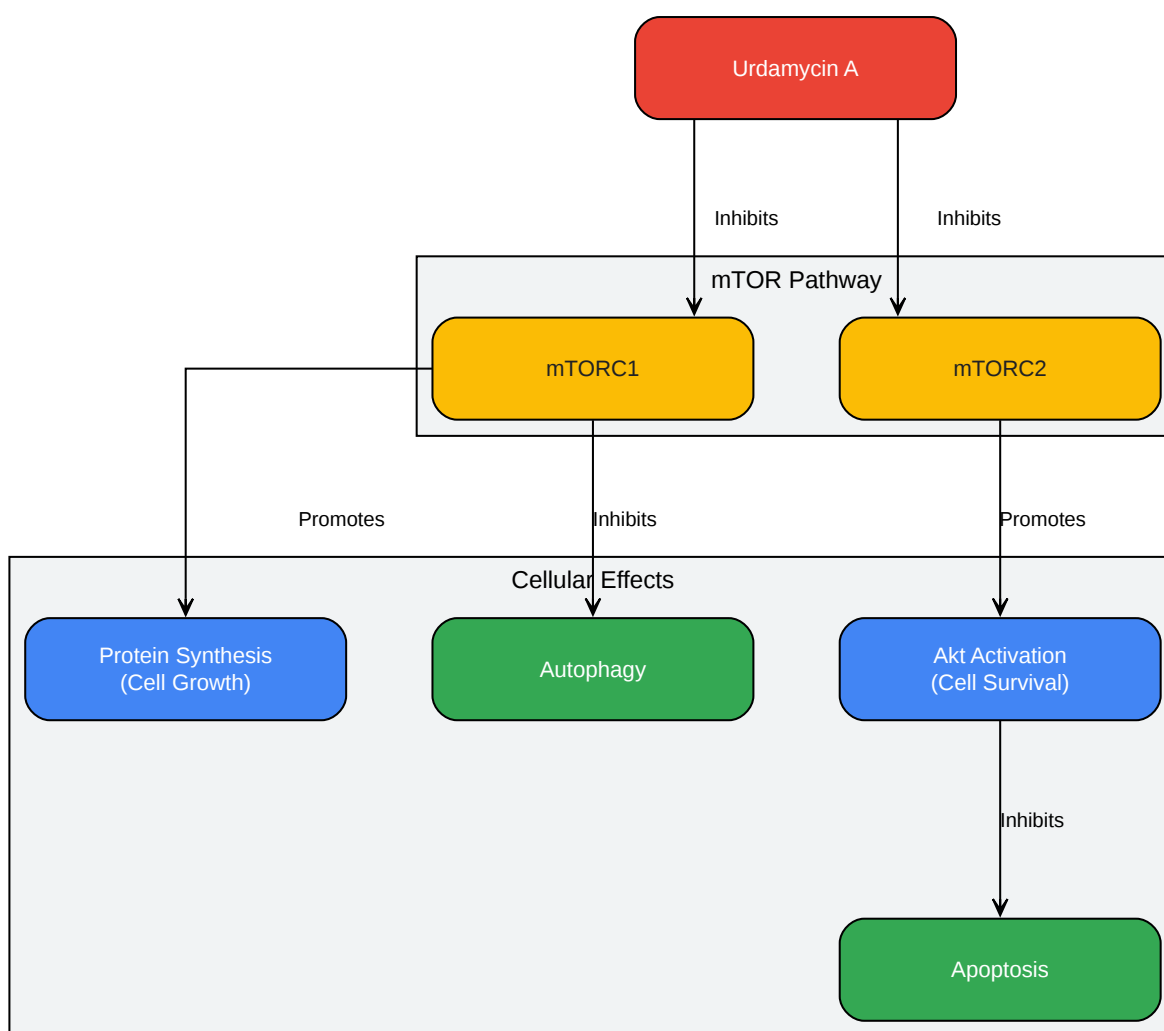 Urdamycin A
Inhibits
Inhibits
mTOR Pathway
mTORC1
mTORC2
Promotes
Inhibits
Promotes
Cellular Effects
Protein Synthesis
(Cell Growth)
Autophagy
Akt Activation
(Cell Survival)
Inhibits
Apoptosis